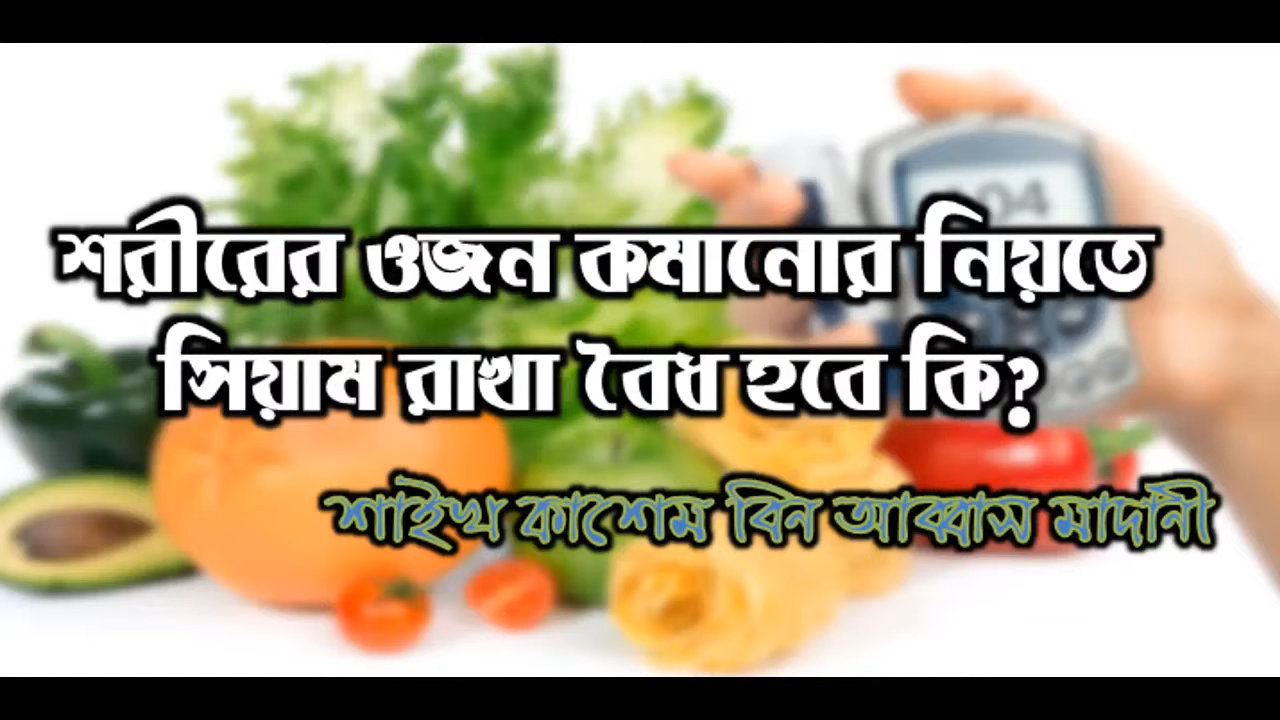 শরীরের ওজন কমানোর নিয়তে
সিয়াম রাখা বৈধ হবে কি?
শাইখ কাশেম বিন আব্বাস মাদানী